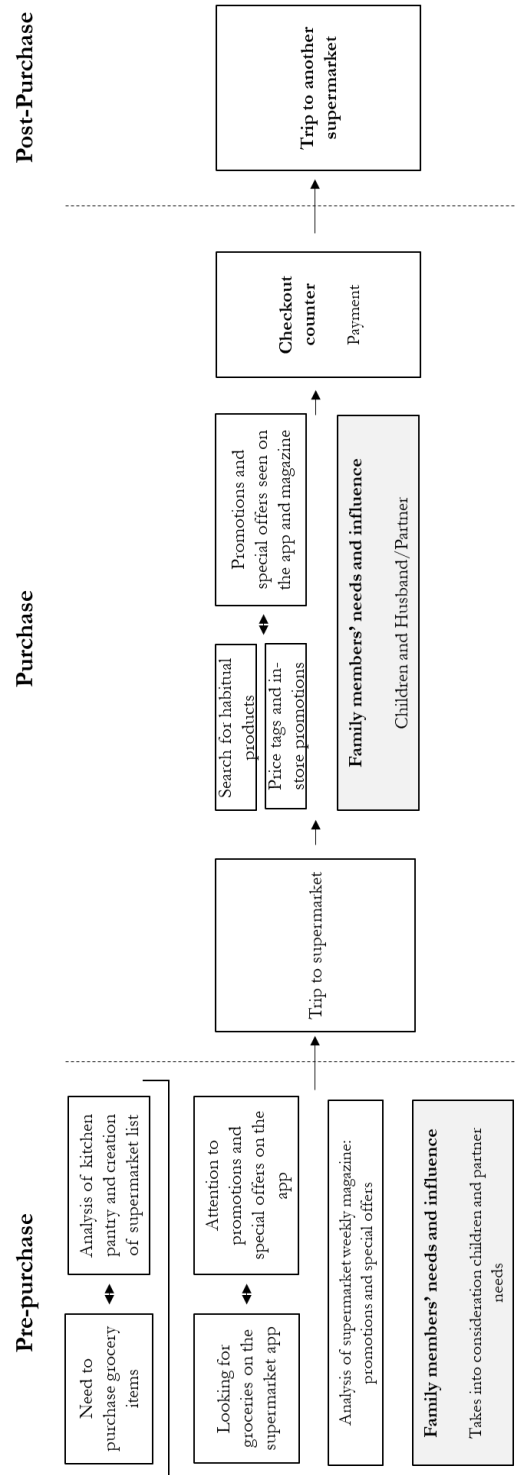 Pre-purchase
Need to
purchase grocery
items
Analysis of kitchen
pantry and creation
of supermarket list
Looking for
groceries on the
supermarket app
Attention to
promotions and
special offers on the
app
Analysis of supermarket weekly magazine:
promotions and special offers
Family members’ needs and influence
Takes into consideration children and partner
needs
Purchase
Trip to supermarket
Search for habitual
products
Price tags and in-
store promotions
Promotions and
special offers seen on
the app and magazine
Family members’ needs and influence
Children and Husband/Partner
Checkout
counter
Payment
Post-Purchase
Trip to another
supermarket